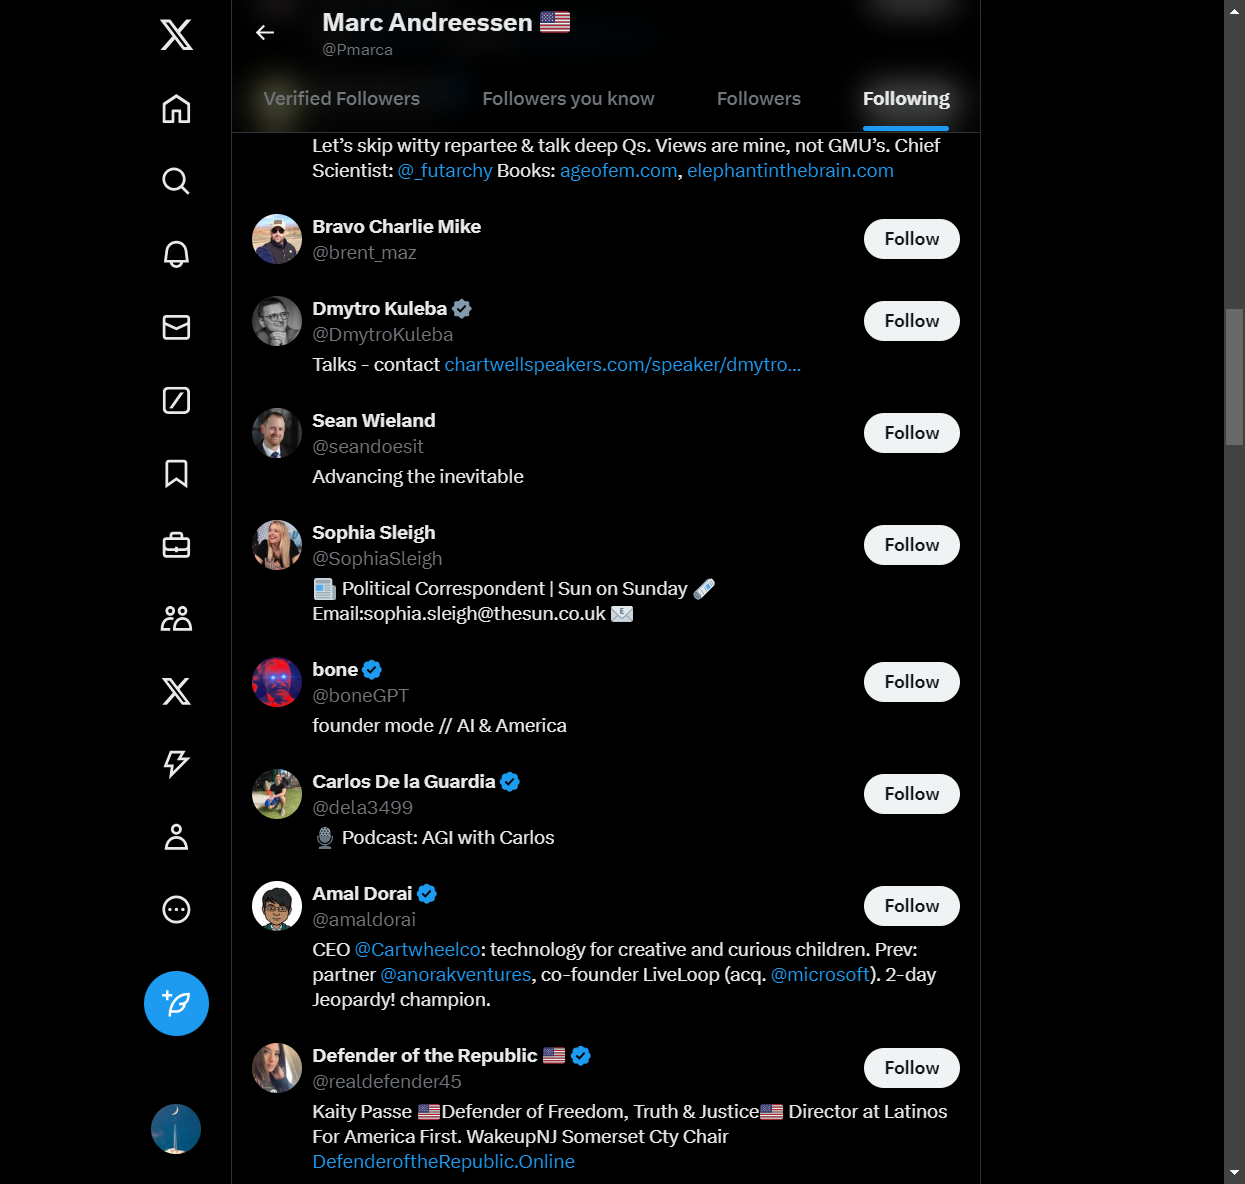 Marc Andreessen 🇺🇸
@Pmarca
Verified Followers Followers you know Followers Following
Let’s skip witty repartee & talk deep Qs. Views are mine, not GMU’s. Chief
Scientist: @_futarchy Books: ageofem.com, elephantinthebrain.com
Bravo Charlie Mike
@brent_maz
Follow
Dmytro Kuleba
@DmytroKuleba
Follow
Talks - contact chartwellspeakers.com/speaker/dmytro...
Sean Wieland
@seandoesit
Follow
Advancing the inevitable
Sophia Sleigh
@SophiaSleigh
Follow
📰 Political Correspondent | Sun on Sunday 🗞️
Email:sophia.sleigh@thesun.co.uk 📧
bone
@boneGPT
Follow
founder mode // AI & America
Carlos De la Guardia
@dela3499
Follow
🎙️ Podcast: AGI with Carlos
Amal Dorai
@amaldorai
Follow
CEO @Cartwheelco: technology for creative and curious children. Prev:
partner @anorakventures, co-founder LiveLoop (acq. @microsoft). 2-day
Jeopardy! champion.
Defender of the Republic 🇺🇸
@realdefender45
Follow
Kaity Passe 🇺🇸Defender of Freedom, Truth & Justice🇺🇸 Director at Latinos
For America First. WakeupNJ Somerset Cty Chair
DefenderoftheRepublic.Online